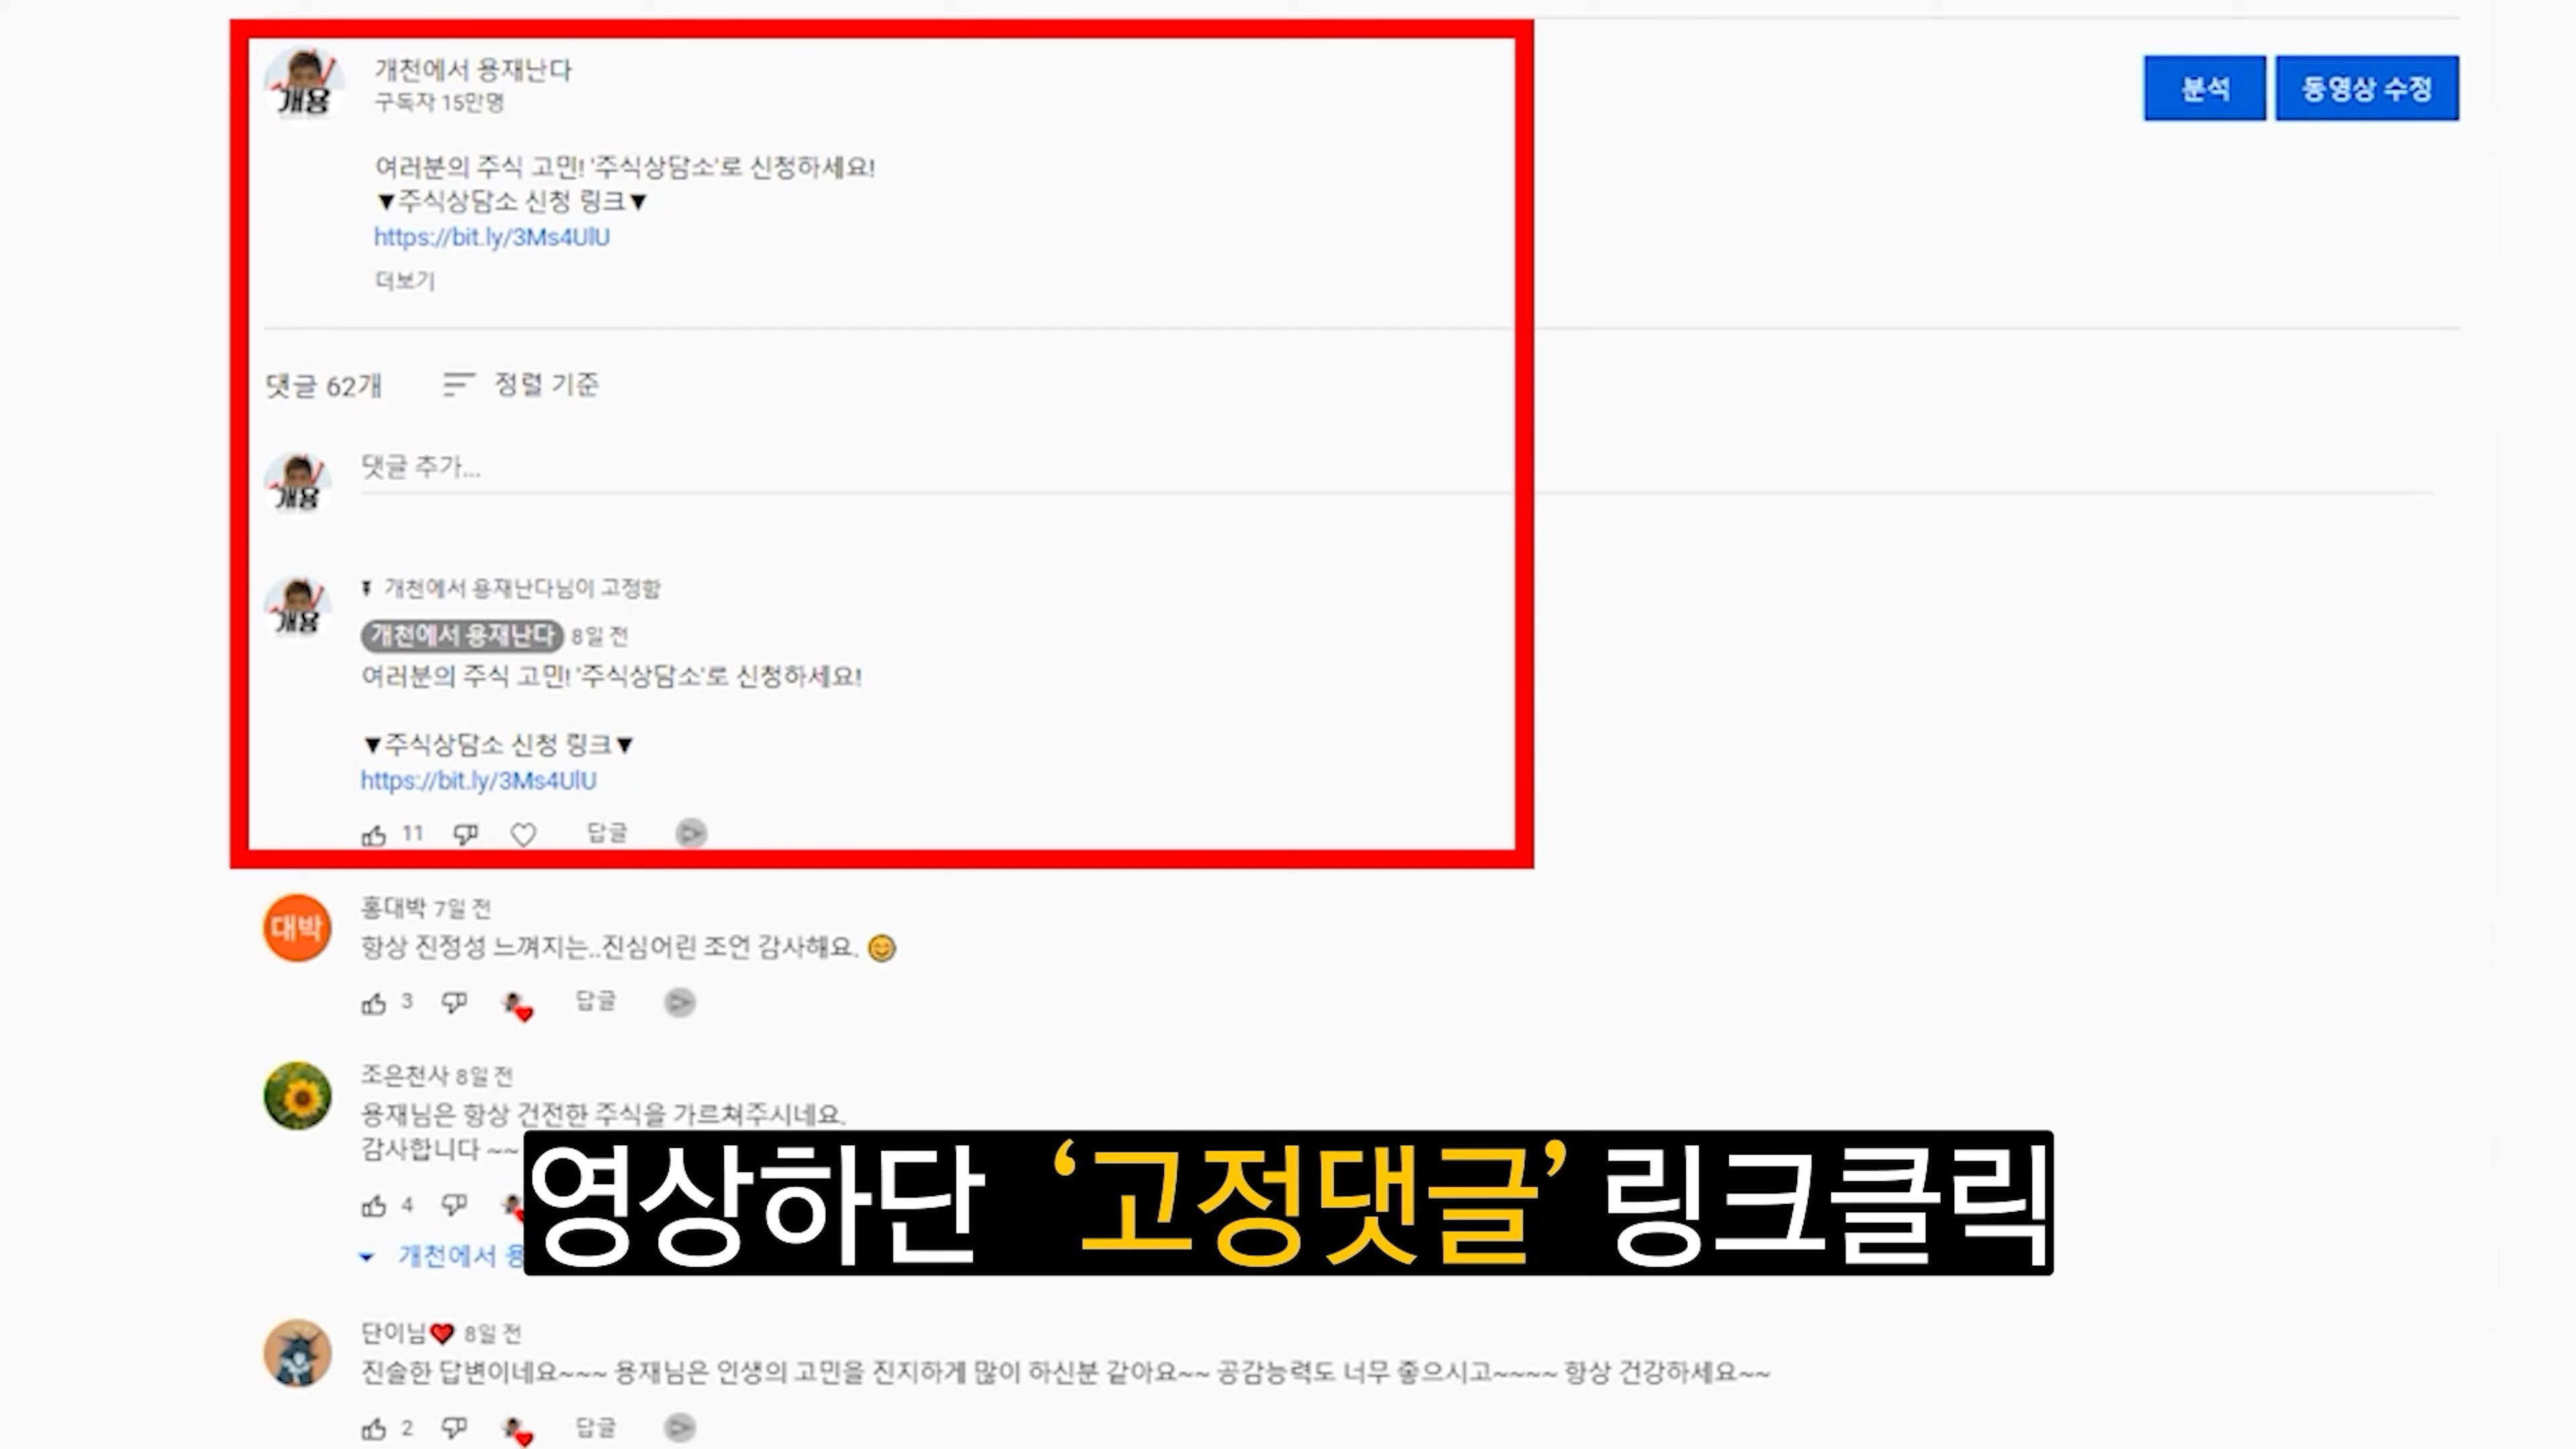 개천에서 용재난다
구독자 15만명
개용
분석
동영상 수정
여러분의 주식 고민! '주식상담소'로 신청하세요!
▼주식상담소 신청 링크▼
https://bit.ly/3Ms4UlU
더보기
댓글 62개
정렬 기준
개용
댓글 추가...
개용
개천에서 용재난다님이 고정함
개천에서 용재난다 8일 전
여러분의 주식 고민! '주식상담소'로 신청하세요!
▼주식상담소 신청 링크▼
https://bit.ly/3Ms4UlU
11
답글
대박
홍대박 7일 전
항상 진정성 느껴지는..진심어린 조언 감사해요. 😊
3
답글
조은천사 8일 전
용재님은 항상 건전한 주식을 가르쳐주시네요.
감사합니다 ~~
4
개천에서 용
영상하단 ‘고정댓글’ 링크클릭
단이님❤ 8일 전
진솔한 답변이네요~~~ 용재님은 인생의 고민을 진지하게 많이 하신분 같아요~~ 공감능력도 너무 좋으시고~~~~ 항상 건강하세요~~
2
답글